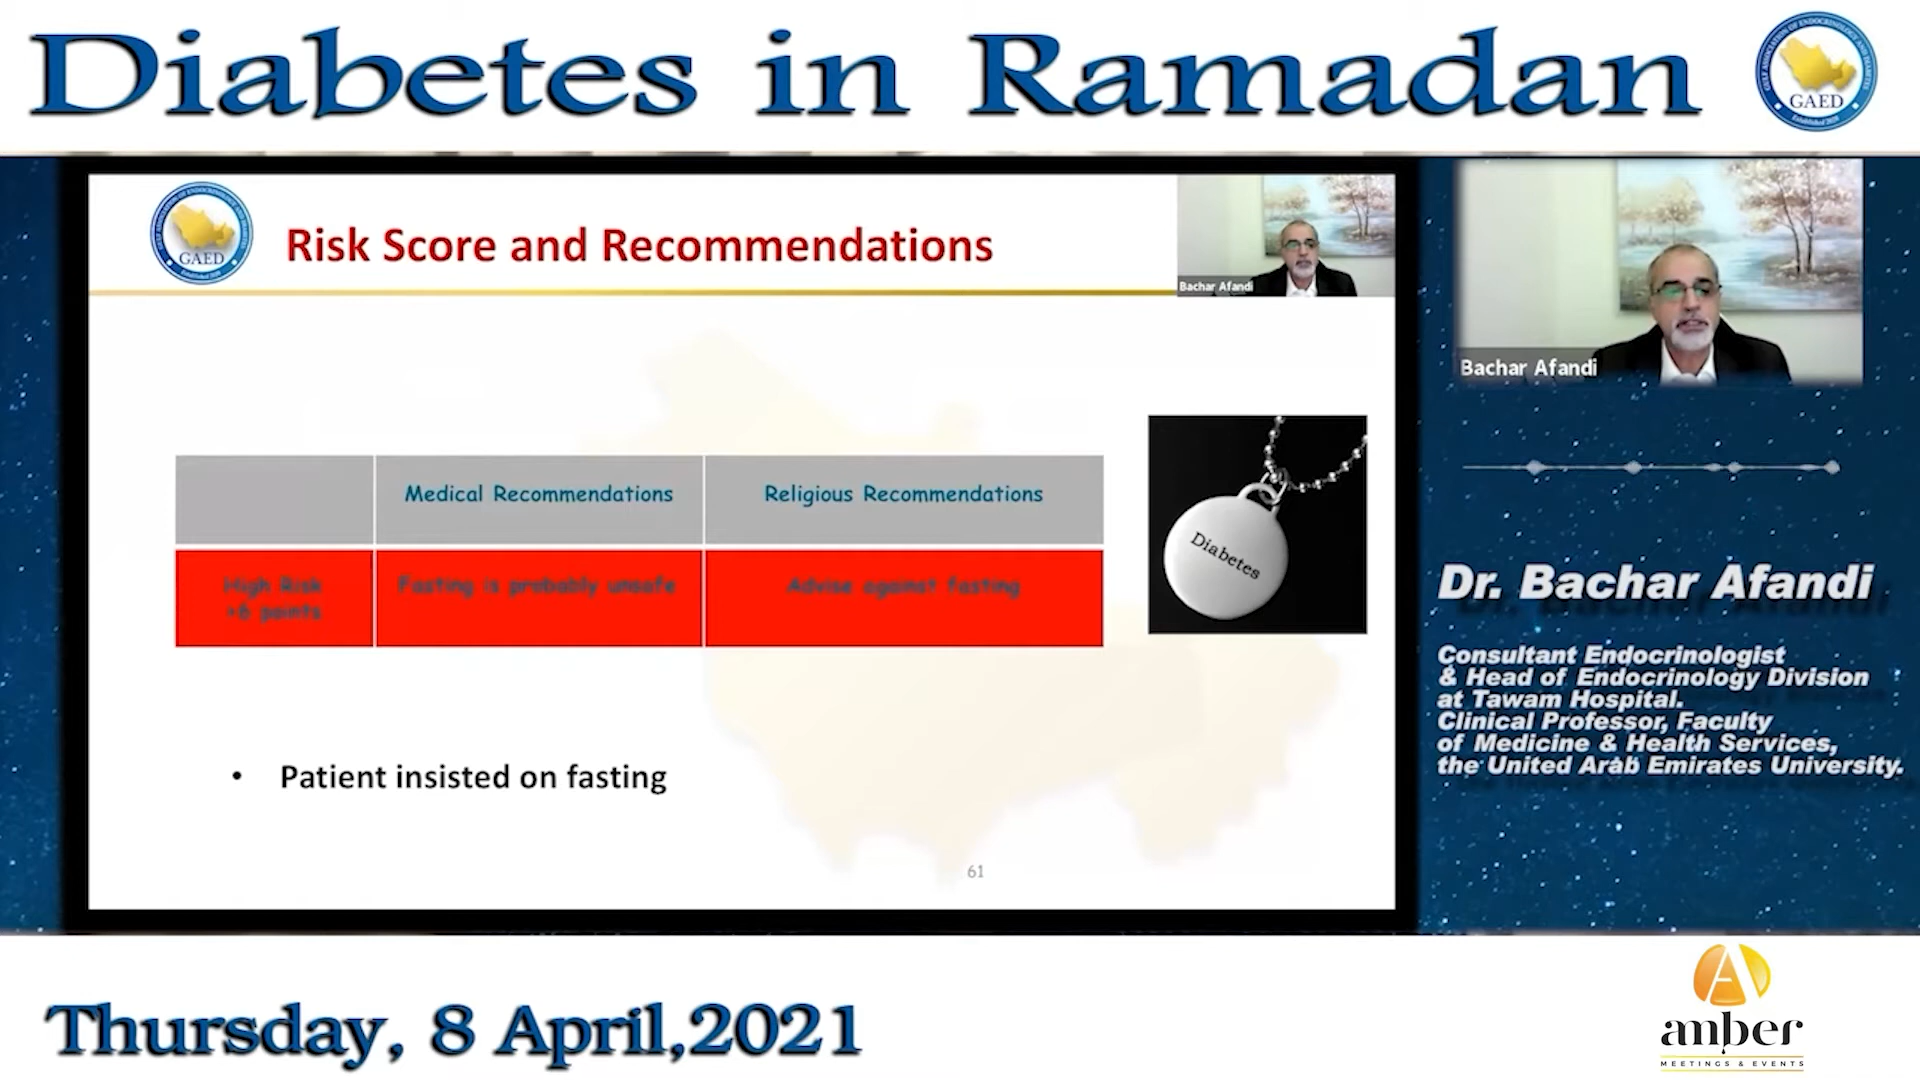 Diabetes in Ramadan
GAED
GAED
Risk Score and Recommendations
Bachar Afandi
Bachar Afandi
Medical Recommendations
Religious Recommendations
High Risk
Fasting is probably unsafe
Advise against fasting
Diabetes
Patient insisted on fasting
61
Dr. Bachar Afandi
Consultant Endocrinologist
& Head of Endocrinology Division
at Tawam Hospital.
Clinical Professor, Faculty
of Medicine & Health Services,
the United Arab Emirates University.
Thursday, 8 April,2021
A
amber
MEETINGS & EVENTS